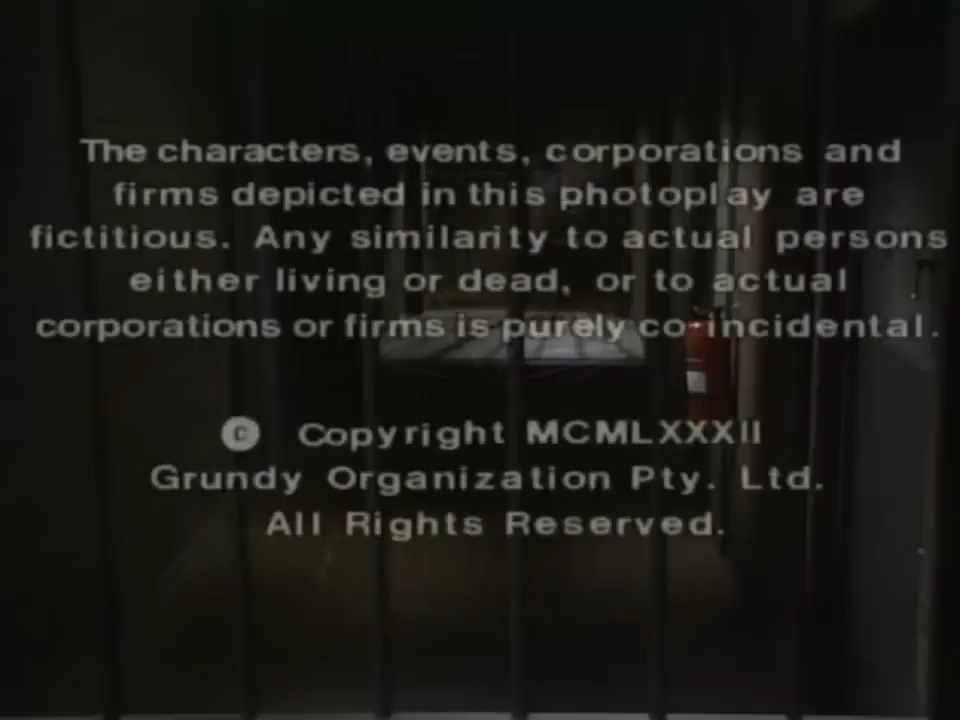 The characters, events, corporations and
firms depicted in this photoplay are
fictitious. Any similarity to actual persons
either living or dead, or to actual
corporations or firms is purely co-incidental.
© Copyright MCMLXXXII
Grundy Organization Pty. Ltd.
All Rights Reserved.